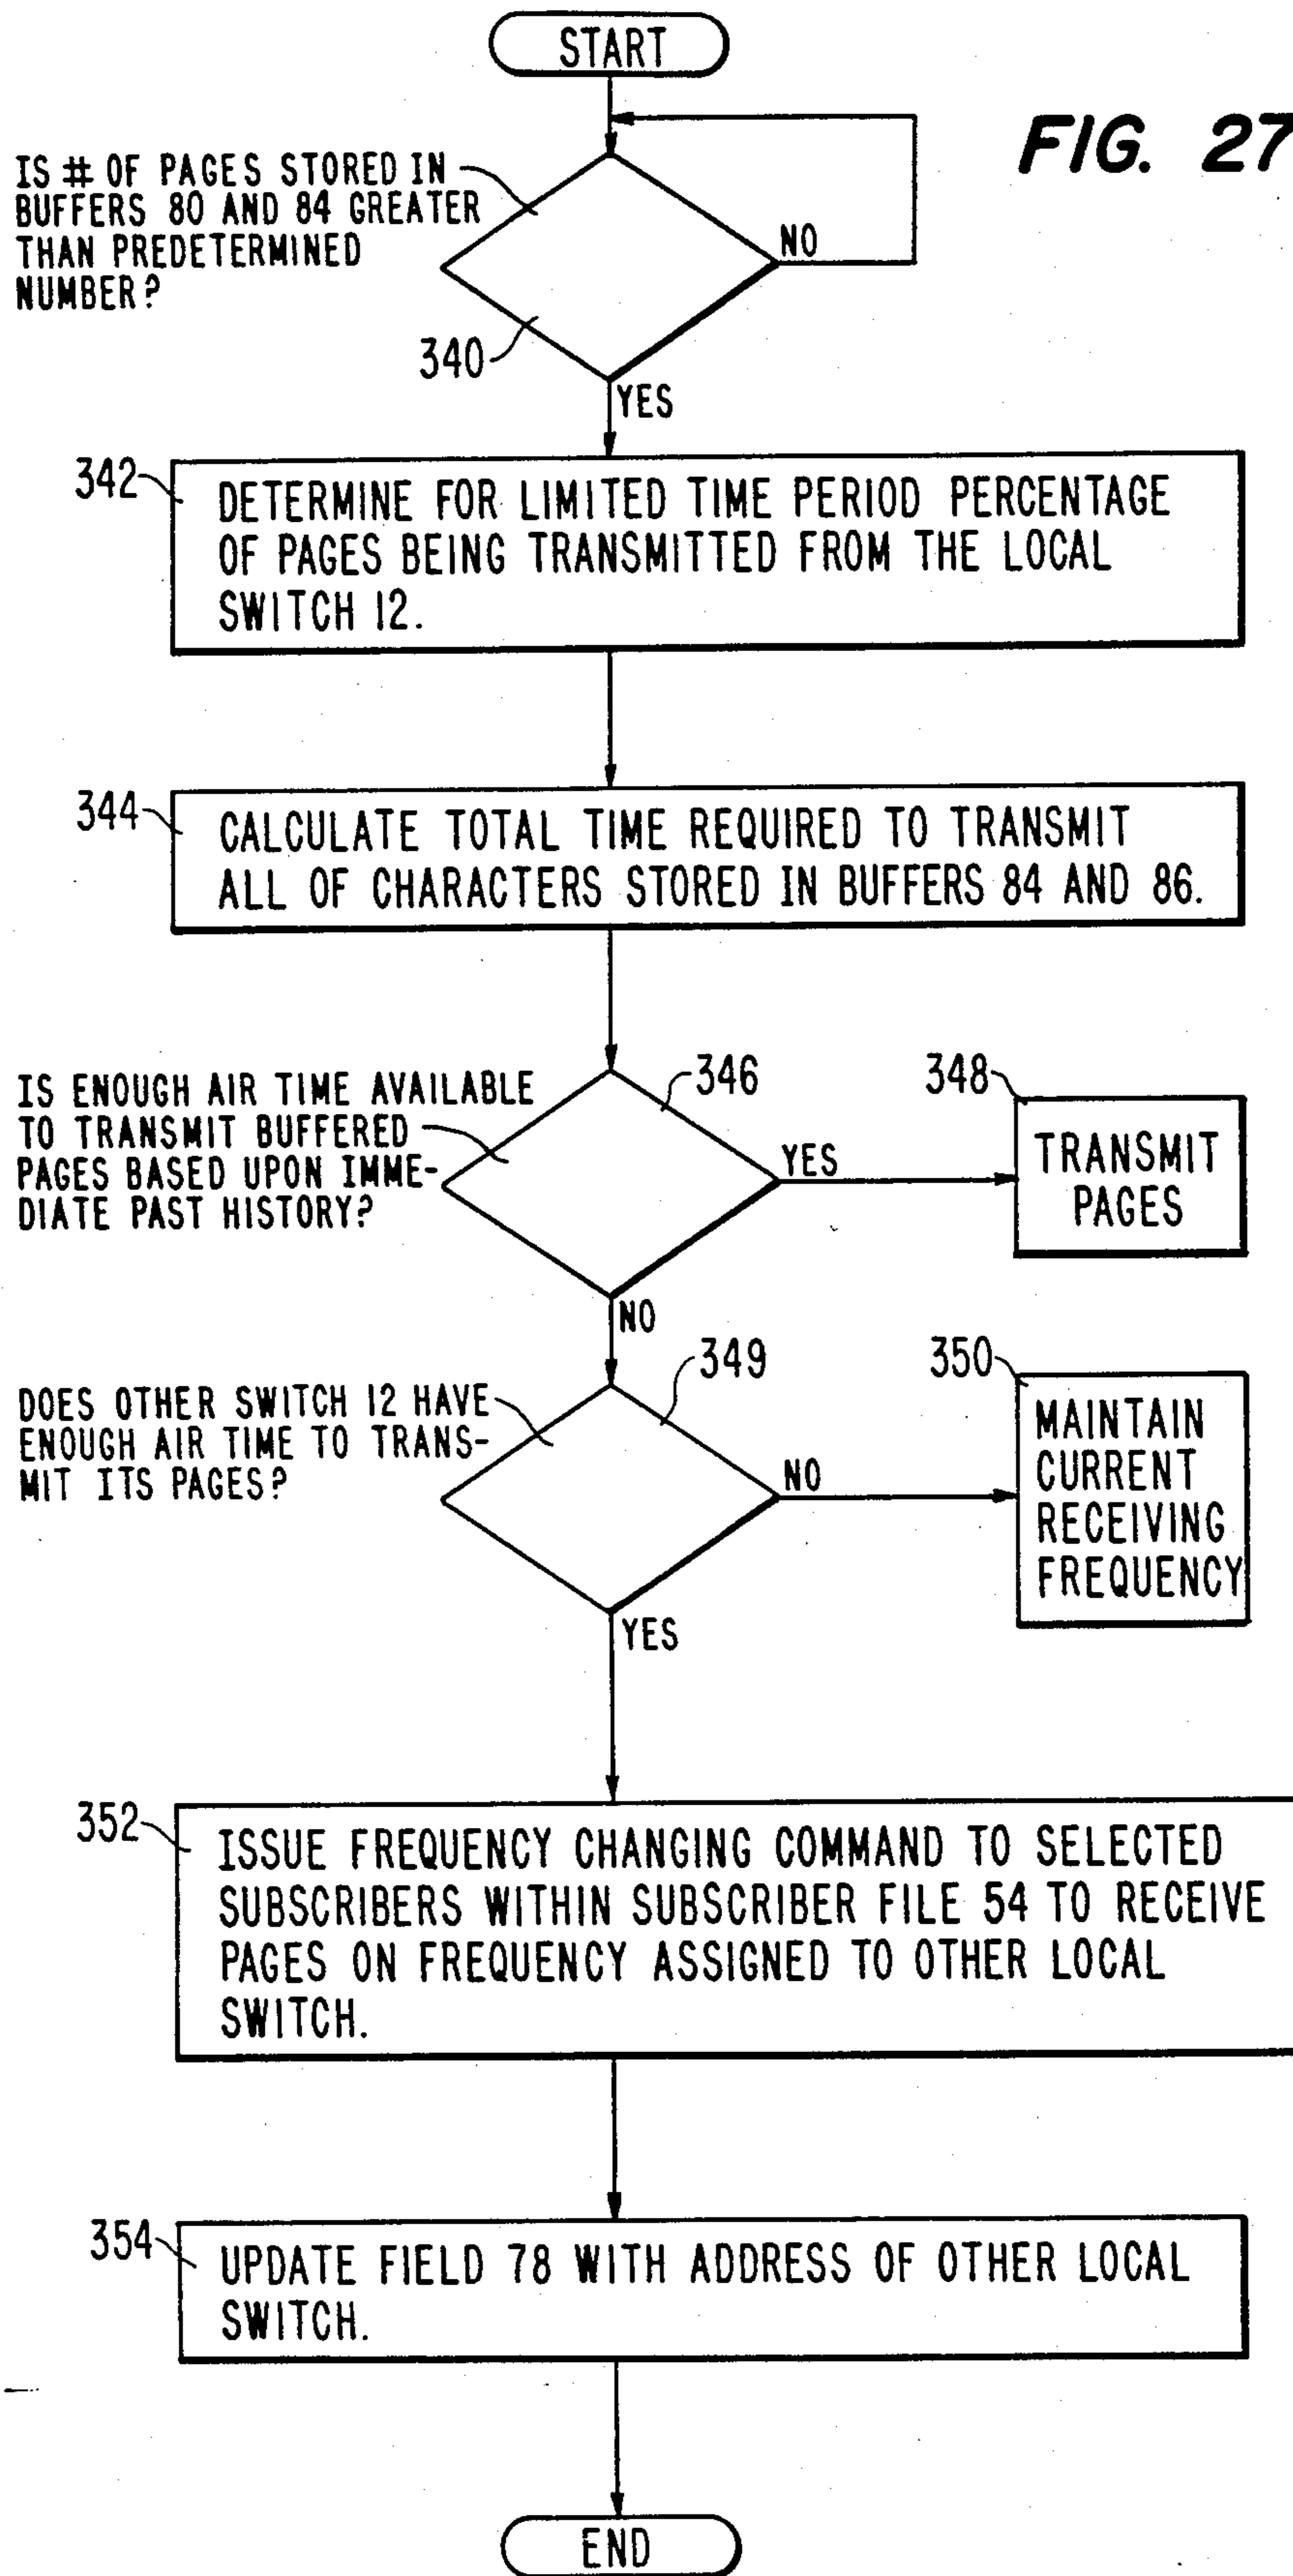 START
FIG. 27
IS # OF PAGES STORED IN
BUFFERS 80 AND 84 GREATER
THAN PREDETERMINED
NUMBER?
NO
340
YES
342
DETERMINE FOR LIMITED TIME PERIOD PERCENTAGE
OF PAGES BEING TRANSMITTED FROM THE LOCAL
SWITCH 12.
344
CALCULATE TOTAL TIME REQUIRED TO TRANSMIT
ALL OF CHARACTERS STORED IN BUFFERS 84 AND 86.
IS ENOUGH AIR TIME AVAILABLE
TO TRANSMIT BUFFERED
PAGES BASED UPON IMME-
DIATE PAST HISTORY?
346
YES
348
TRANSMIT
PAGES
NO
DOES OTHER SWITCH 12 HAVE
ENOUGH AIR TIME TO TRANS-
MIT ITS PAGES?
349
NO
350
MAINTAIN
CURRENT
RECEIVING
FREQUENCY
YES
352
ISSUE FREQUENCY CHANGING COMMAND TO SELECTED
SUBSCRIBERS WITHIN SUBSCRIBER FILE 54 TO RECEIVE
PAGES ON FREQUENCY ASSIGNED TO OTHER LOCAL
SWITCH.
354
UPDATE FIELD 78 WITH ADDRESS OF OTHER LOCAL
SWITCH.
END